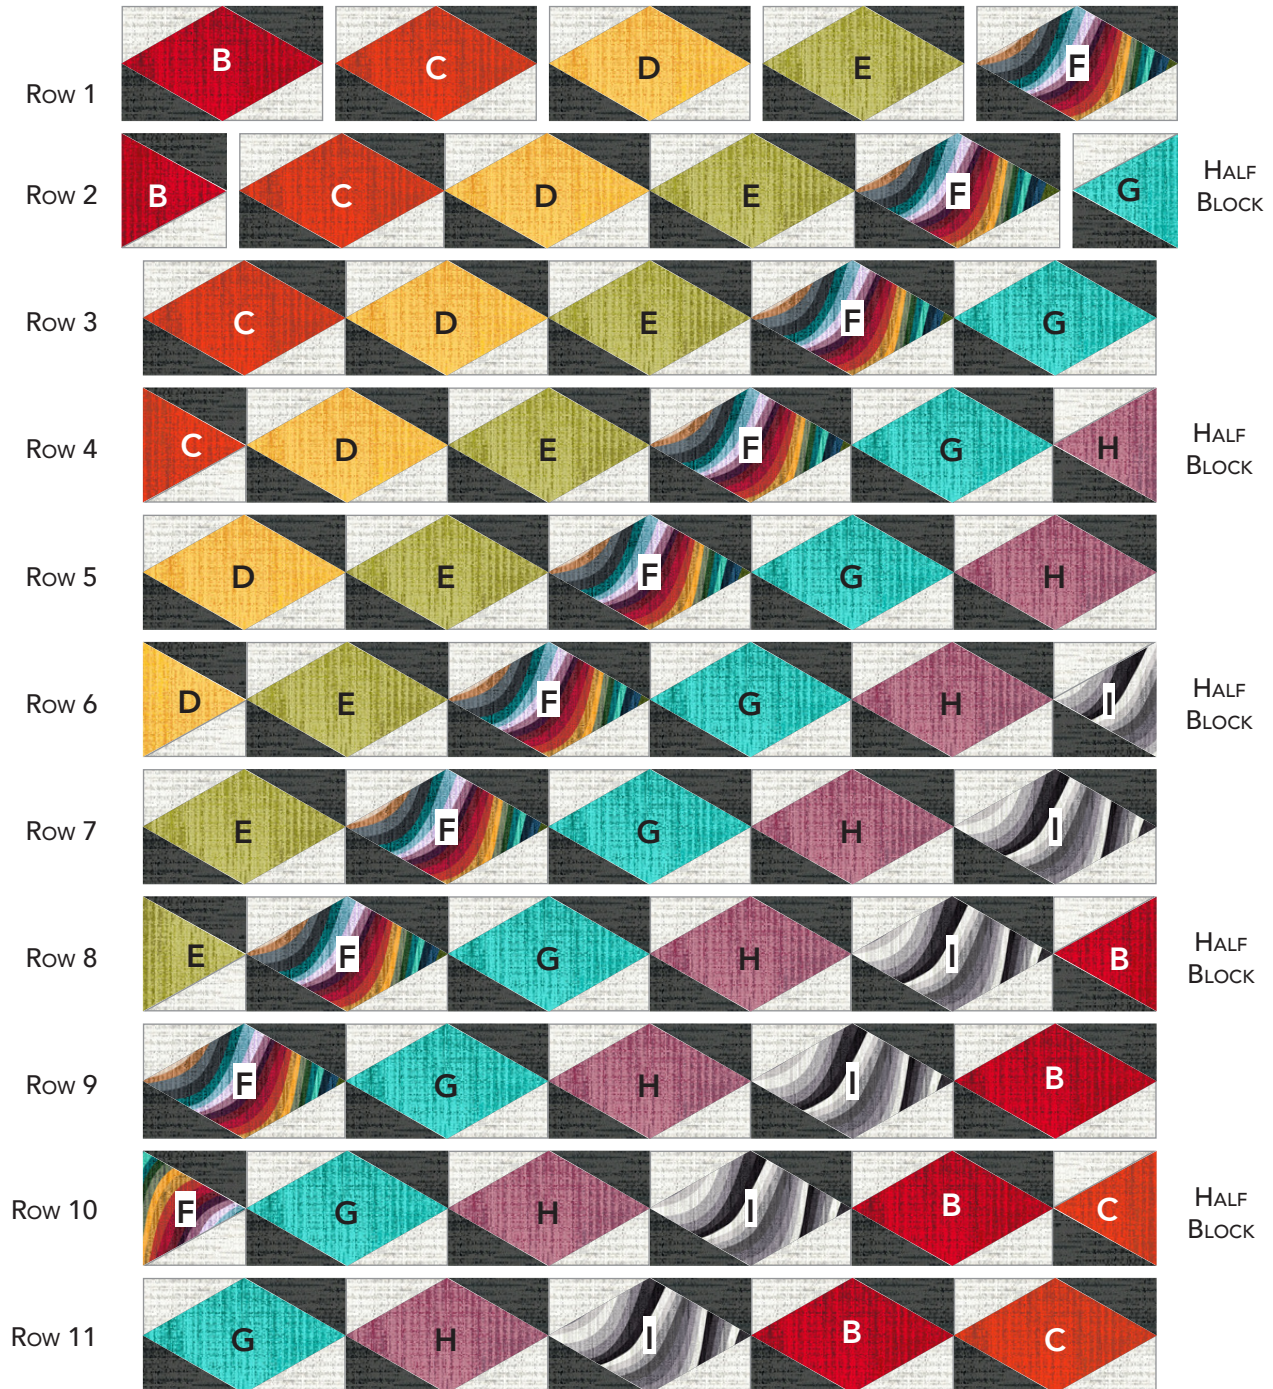 Row 1 B C D E F
Row 2 B C D E F G Half Block
Row 3 C D E F G
Row 4 C D E F G H Half Block
Row 5 D E F G H
Row 6 D E F G H I Half Block
Row 7 E F G H I
Row 8 E F G H I B Half Block
Row 9 F G H I B
Row 10 F G H I B C Half Block
Row 11 G H I B C